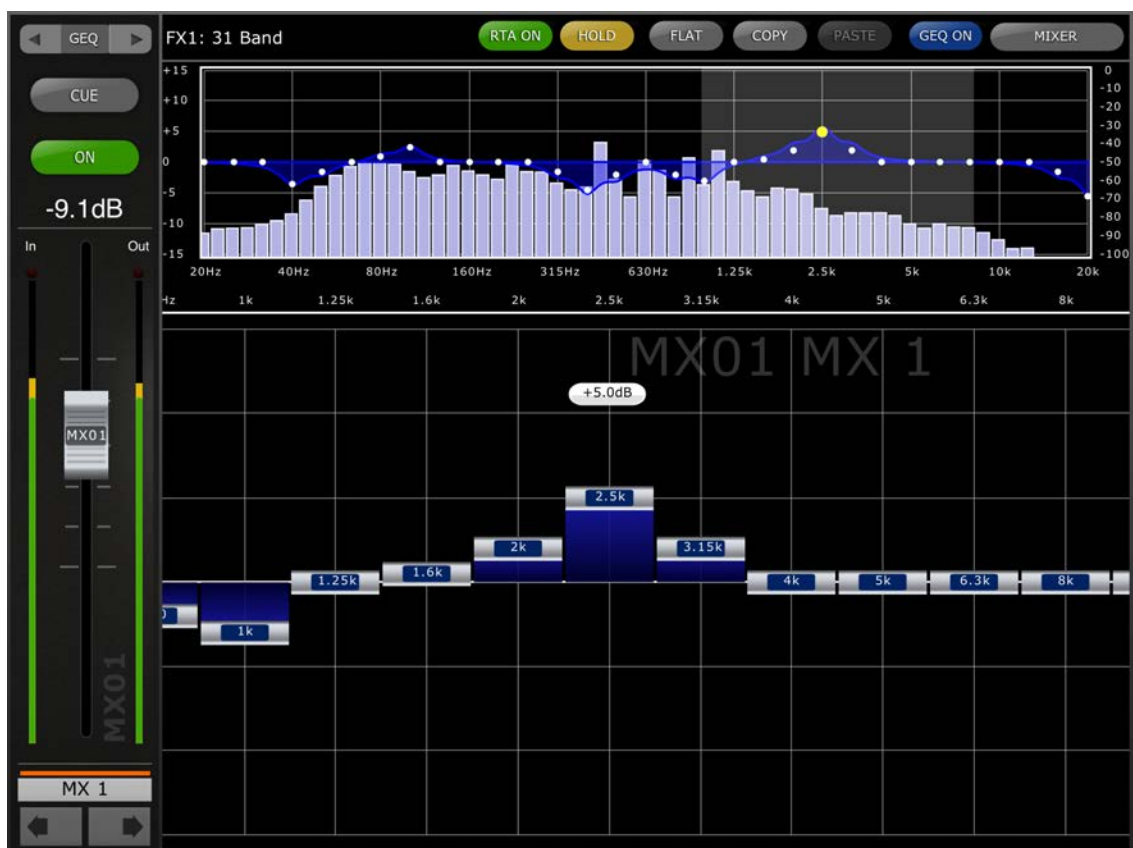 GEQ FX1: 31 Band RTA ON HOLD FLAT COPY PASTE GEQ ON MIXER
CUE
ON
-9.1dB
In Out
+15
+10
+5
0
-5
-10
-15
0
-10
-20
-30
-40
-50
-60
-70
-80
-90
-100
20Hz 40Hz 80Hz 160Hz 315Hz 630Hz 1.25k 2.5k 5k 10k 20k
Hz 1k 1.25k 1.6k 2k 2.5k 3.15k 4k 5k 6.3k 8k
MX01 MX 1
+5.0dB
MX01
2.5k
2k 3.15k
1.25k 1.6k 4k 5k 6.3k 8k
1k
MX01
MX 1